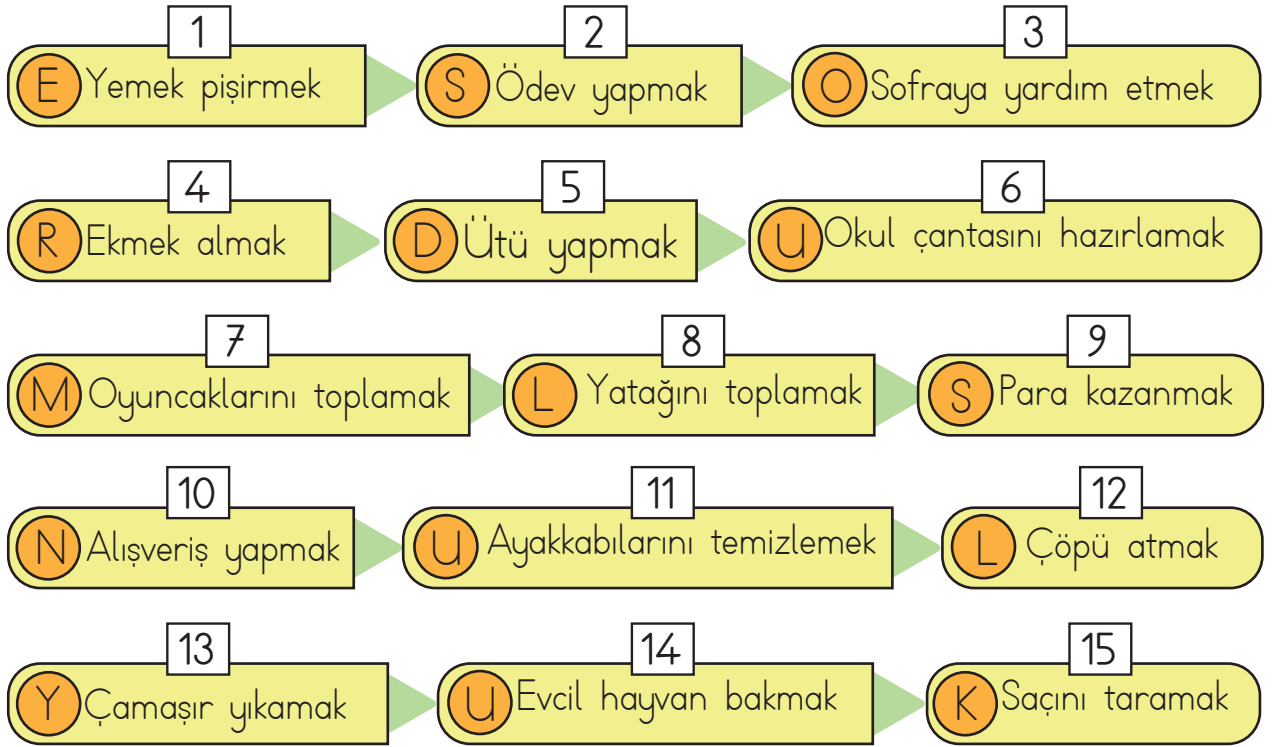 1 2 3
E Yemek pişirmek S Ödev yapmak O Sofraya yardım etmek
4 5 6
R Ekmek almak D Ütü yapmak U Okul çantasını hazırlamak
7 8 9
M Oyuncaklarını toplamak L Yatağını toplamak S Para kazanmak
10 11 12
N Alışveriş yapmak U Ayakkabılarını temizlemek L Çöpü atmak
13 14 15
Y Çamaşır yıkamak U Evcil hayvan bakmak K Saçını taramak